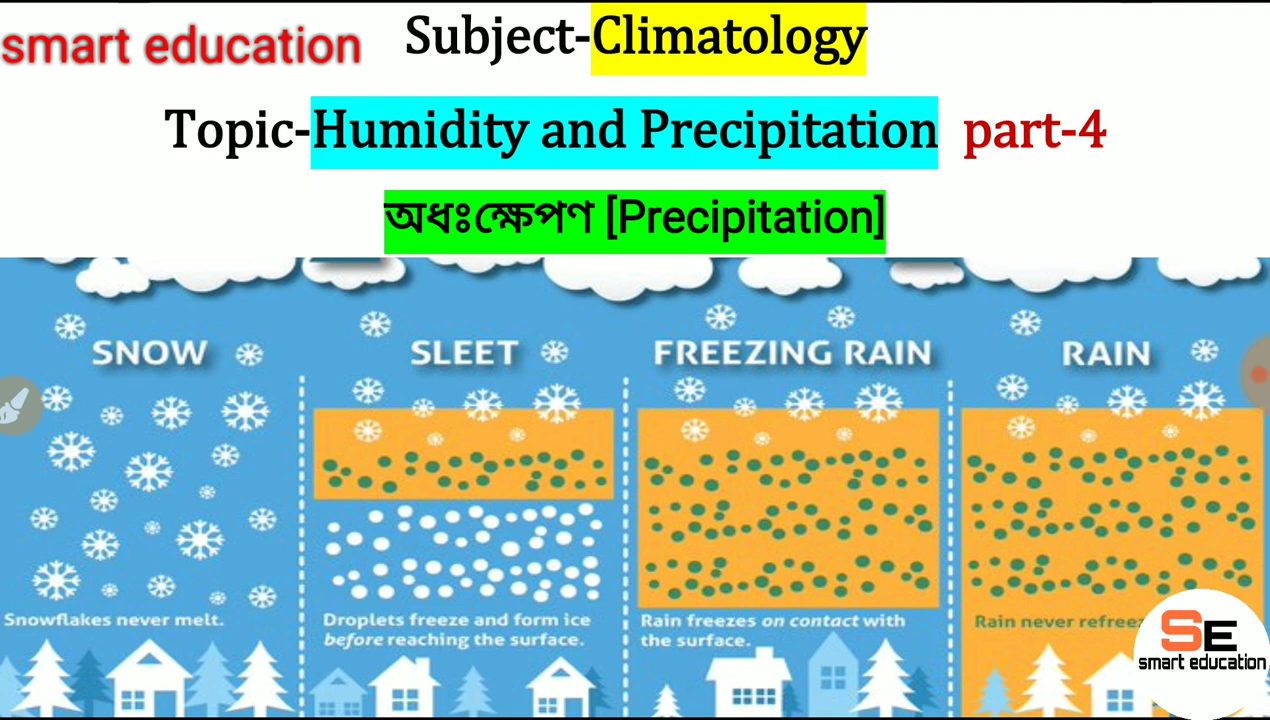 smart education
Subject-Climatology
Topic-Humidity and Precipitation part-4
অধঃক্ষেপণ [Precipitation]
SNOW
SLEET
FREEZING RAIN
RAIN
Snowflakes never melt.
Droplets freeze and form ice
before reaching the surface.
Rain freezes on contact with
the surface.
Rain never
SE
smart education